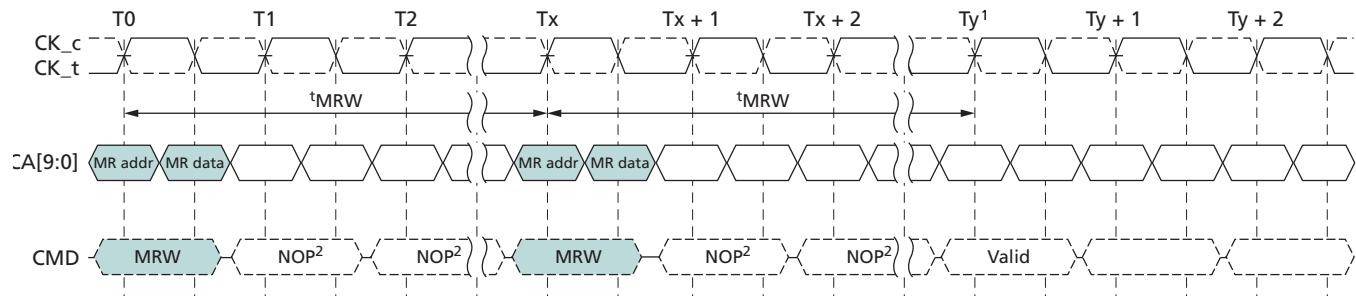 T0 T1 T2 Tx Tx + 1 Tx + 2 Ty1 Ty + 1 Ty + 2
CK_c
CK_t
tMRW tMRW
CA[9:0] MR addr MR data MR addr MR data
CMD MRW NOP2 NOP2 MRW NOP2 NOP2 Valid